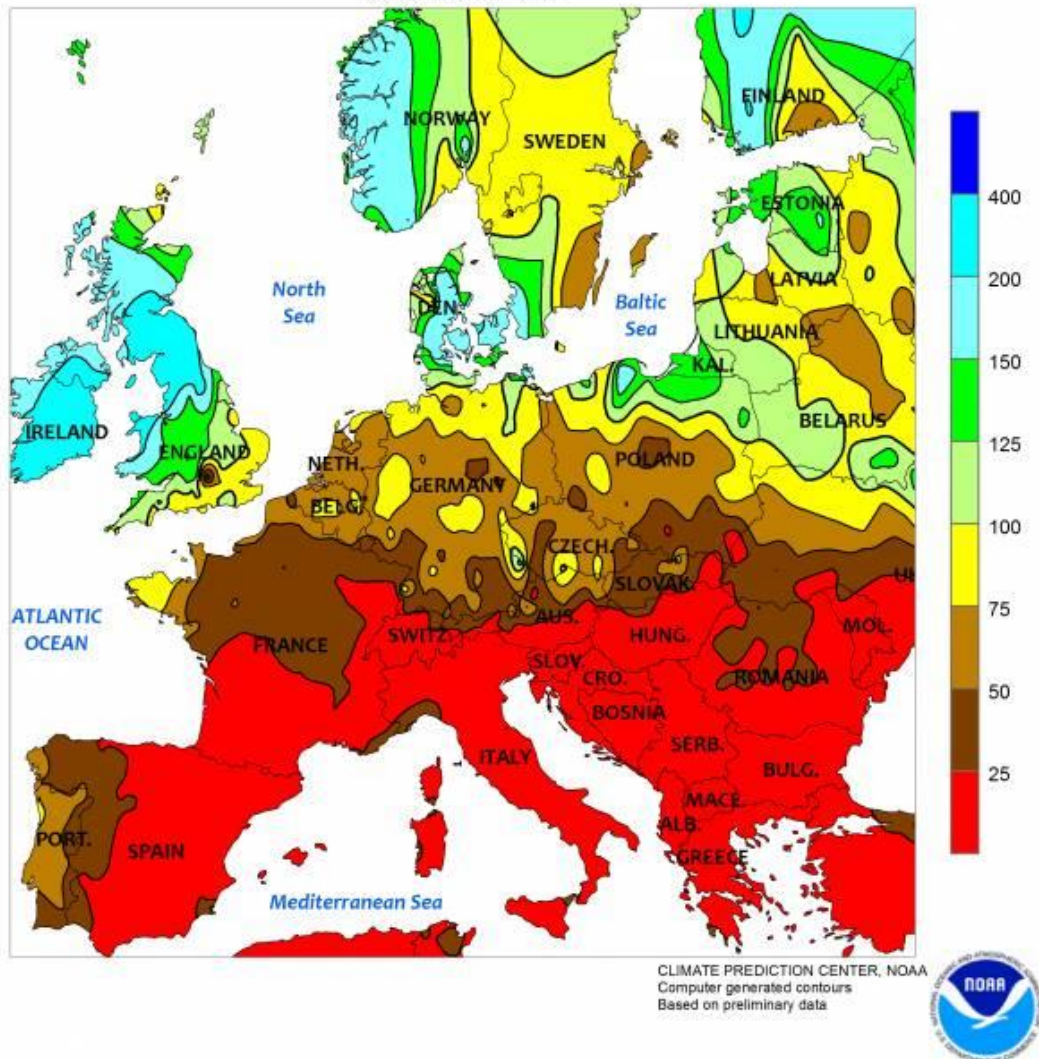 NORWAY
FINLAND
SWEDEN
ESTONIA
North
Sea
DEN.
Baltic
Sea
LATVIA
LITHUANIA
KAL.
BELARUS
IRELAND
ENGLAND
NETH.
GERMANY
POLAND
BELG.
CZECH.
SLOVAK.
ATLANTIC
OCEAN
FRANCE
SWITZ.
AUS.
HUNG.
MOL.
SLOV.
CRO.
ROMANIA
BOSNIA
ITALY
SERB.
BULG.
MACE.
ALB.
GREECE
PORT.
SPAIN
Mediterranean Sea
400
200
150
125
100
75
50
25
CLIMATE PREDICTION CENTER, NOAA
Computer generated contours
Based on preliminary data
NOAA